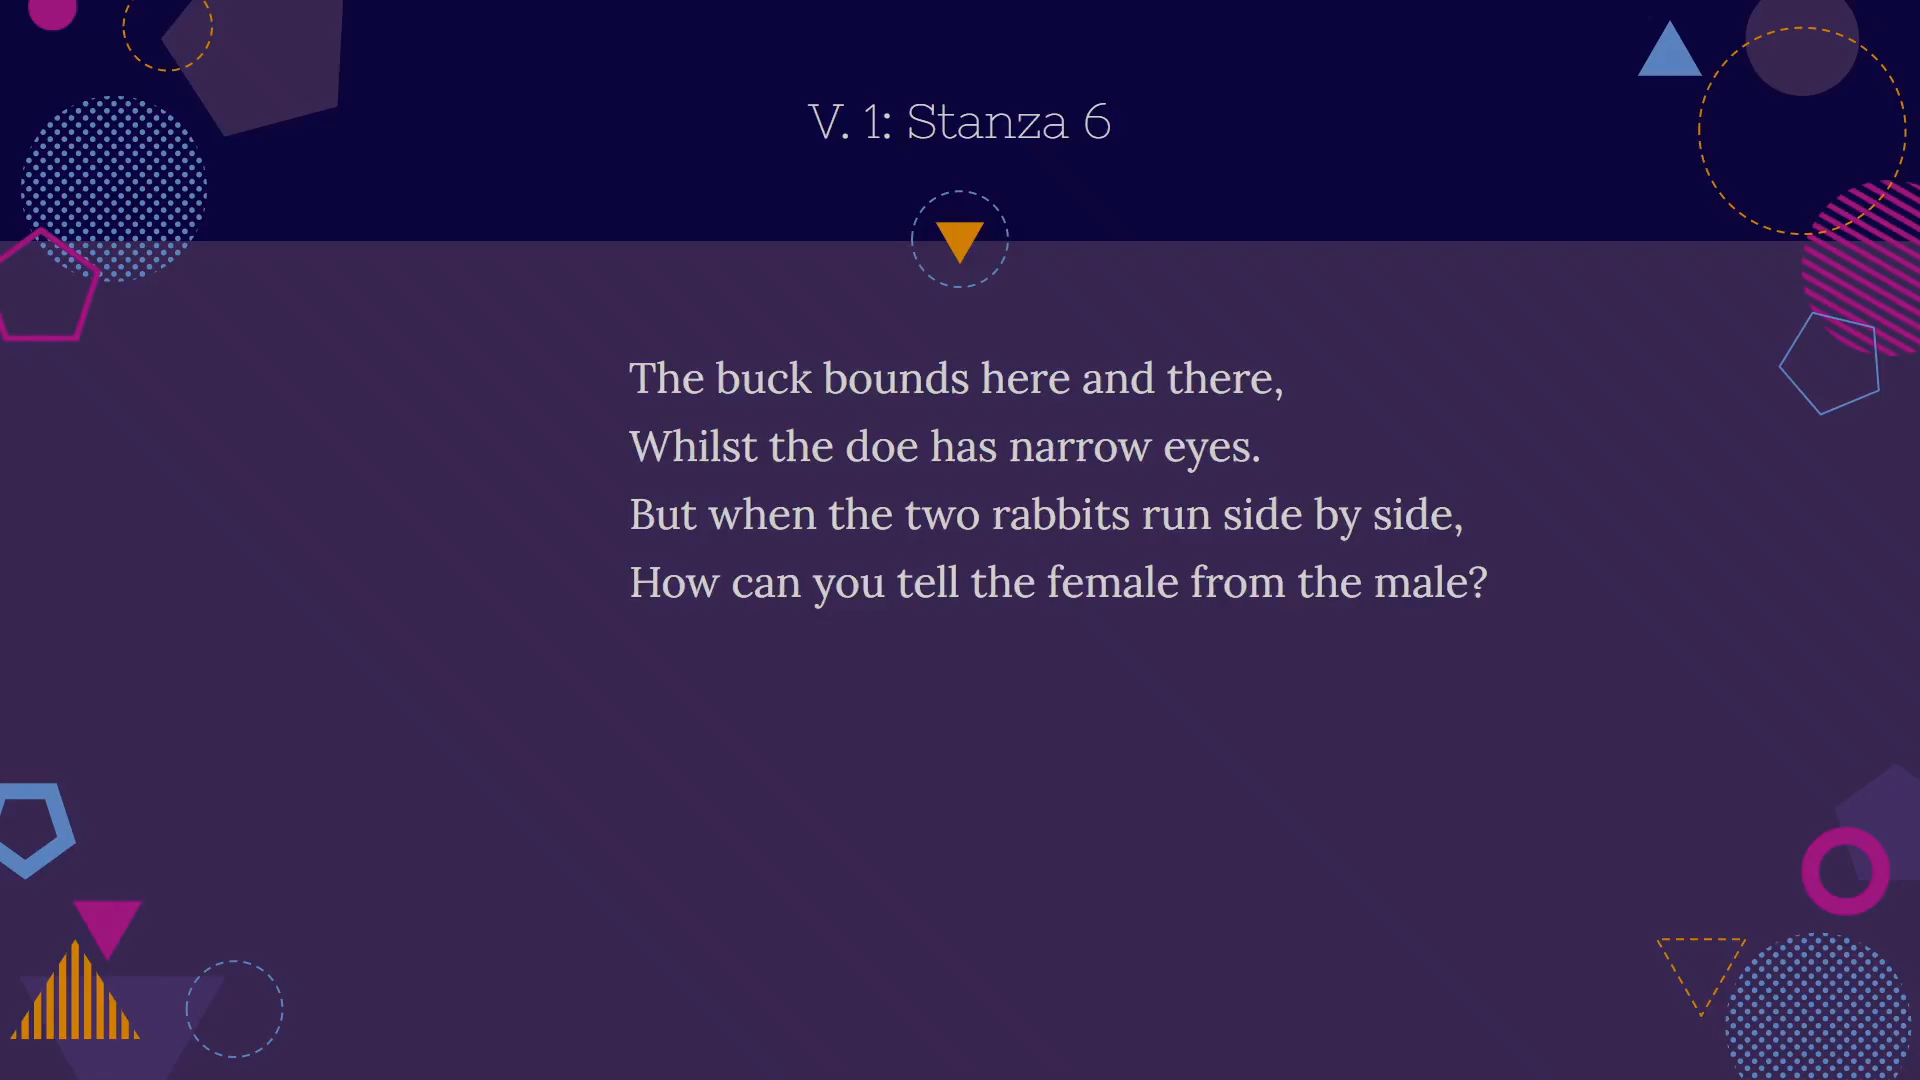 V. 1: Stanza 6
The buck bounds here and there,
Whilst the doe has narrow eyes.
But when the two rabbits run side by side,
How can you tell the female from the male?